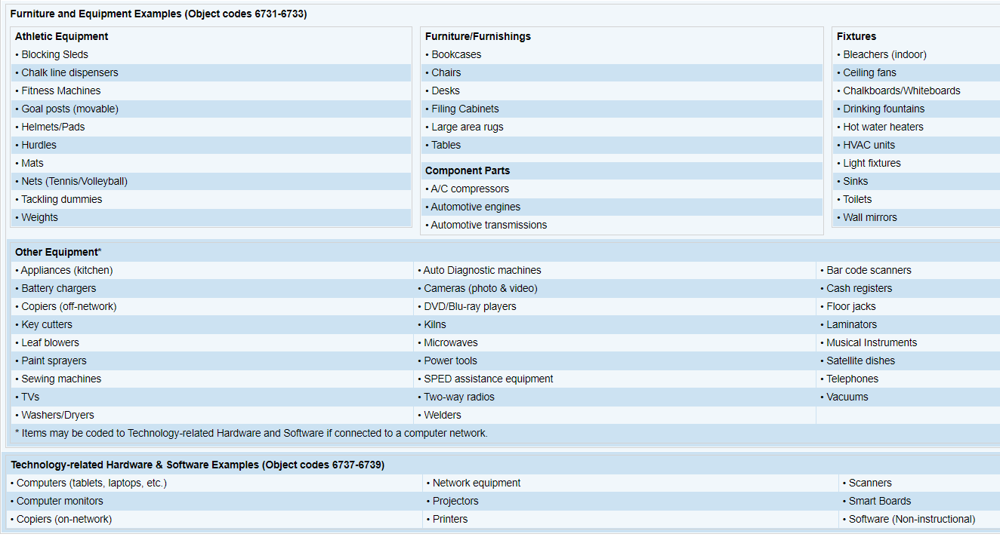 Furniture and Equipment Examples (Object codes 6731-6733)
Athletic Equipment
• Blocking Sleds
• Chalk line dispensers
• Fitness Machines
• Goal posts (movable)
• Helmets/Pads
• Hurdles
• Mats
• Nets (Tennis/Volleyball)
• Tackling dummies
• Weights
Furniture/Furnishings
• Bookcases
• Chairs
• Desks
• Filing Cabinets
• Large area rugs
• Tables
Component Parts
• A/C compressors
• Automotive engines
• Automotive transmissions
Fixtures
• Bleachers (indoor)
• Ceiling fans
• Chalkboards/Whiteboards
• Drinking fountains
• Hot water heaters
• HVAC units
• Light fixtures
• Sinks
• Toilets
• Wall mirrors
Other Equipment*
• Appliances (kitchen)
• Auto Diagnostic machines
• Bar code scanners
• Battery chargers
• Cameras (photo & video)
• Cash registers
• Copiers (off-network)
• DVD/Blu-ray players
• Floor jacks
• Key cutters
• Kilns
• Laminators
• Leaf blowers
• Microwaves
• Musical Instruments
• Paint sprayers
• Power tools
• Satellite dishes
• Sewing machines
• SPED assistance equipment
• Telephones
• TVs
• Two-way radios
• Vacuums
• Washers/Dryers
• Welders
* Items may be coded to Technology-related Hardware and Software if connected to a computer network.
Technology-related Hardware & Software Examples (Object codes 6737-6739)
• Computers (tablets, laptops, etc.)
• Network equipment
• Scanners
• Computer monitors
• Projectors
• Smart Boards
• Copiers (on-network)
• Printers
• Software (Non-instructional)